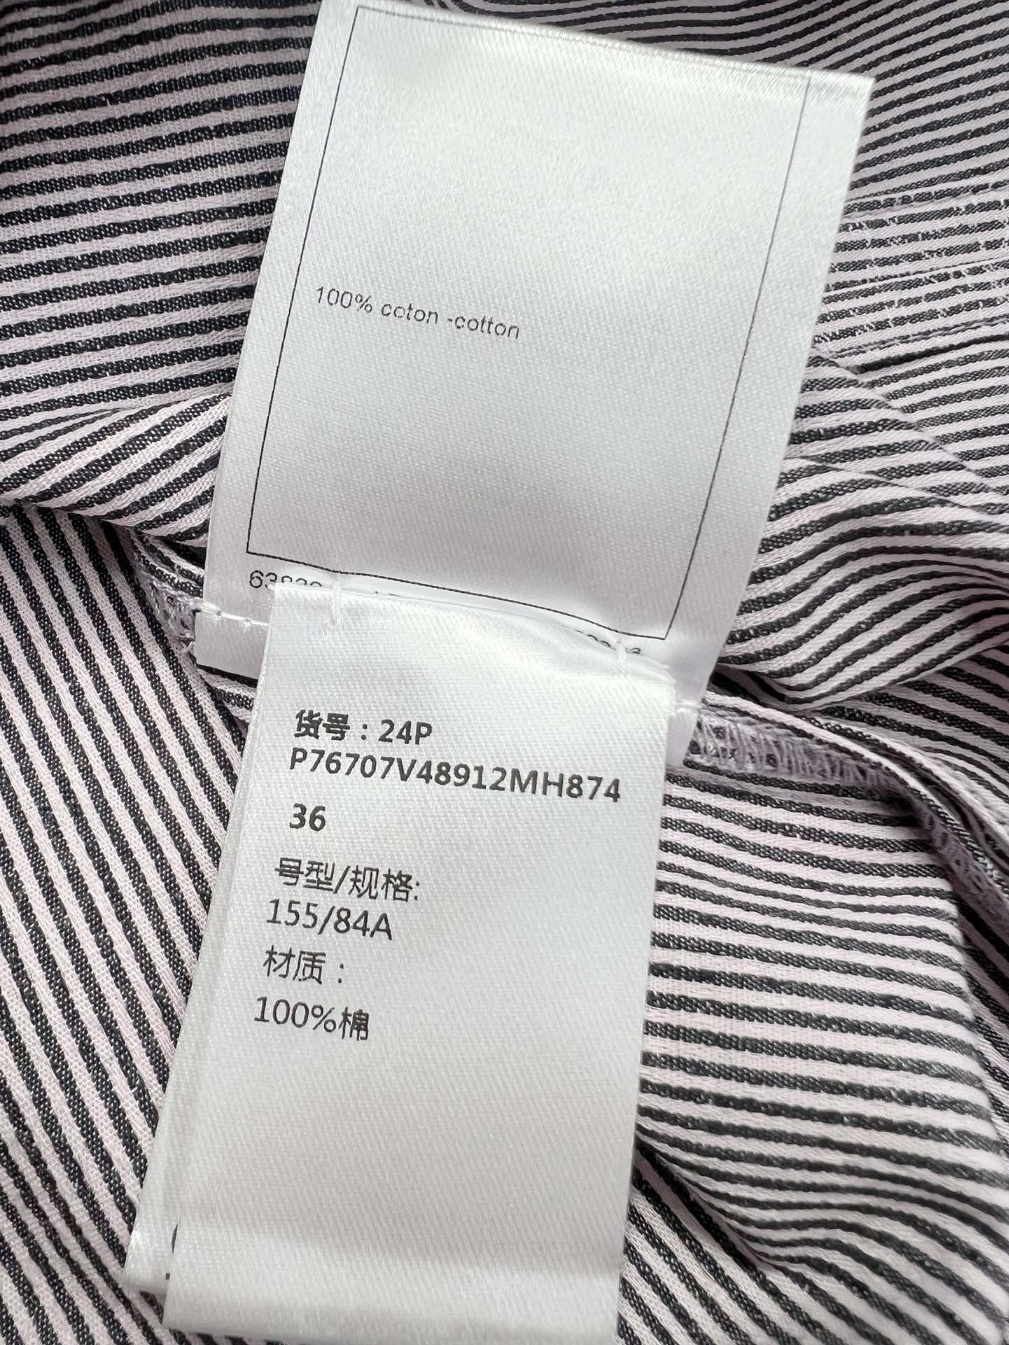 100% coton -cotton
货号：24P
P76707V48912MH874
36
号型/规格:
155/84A
材质：
100%棉